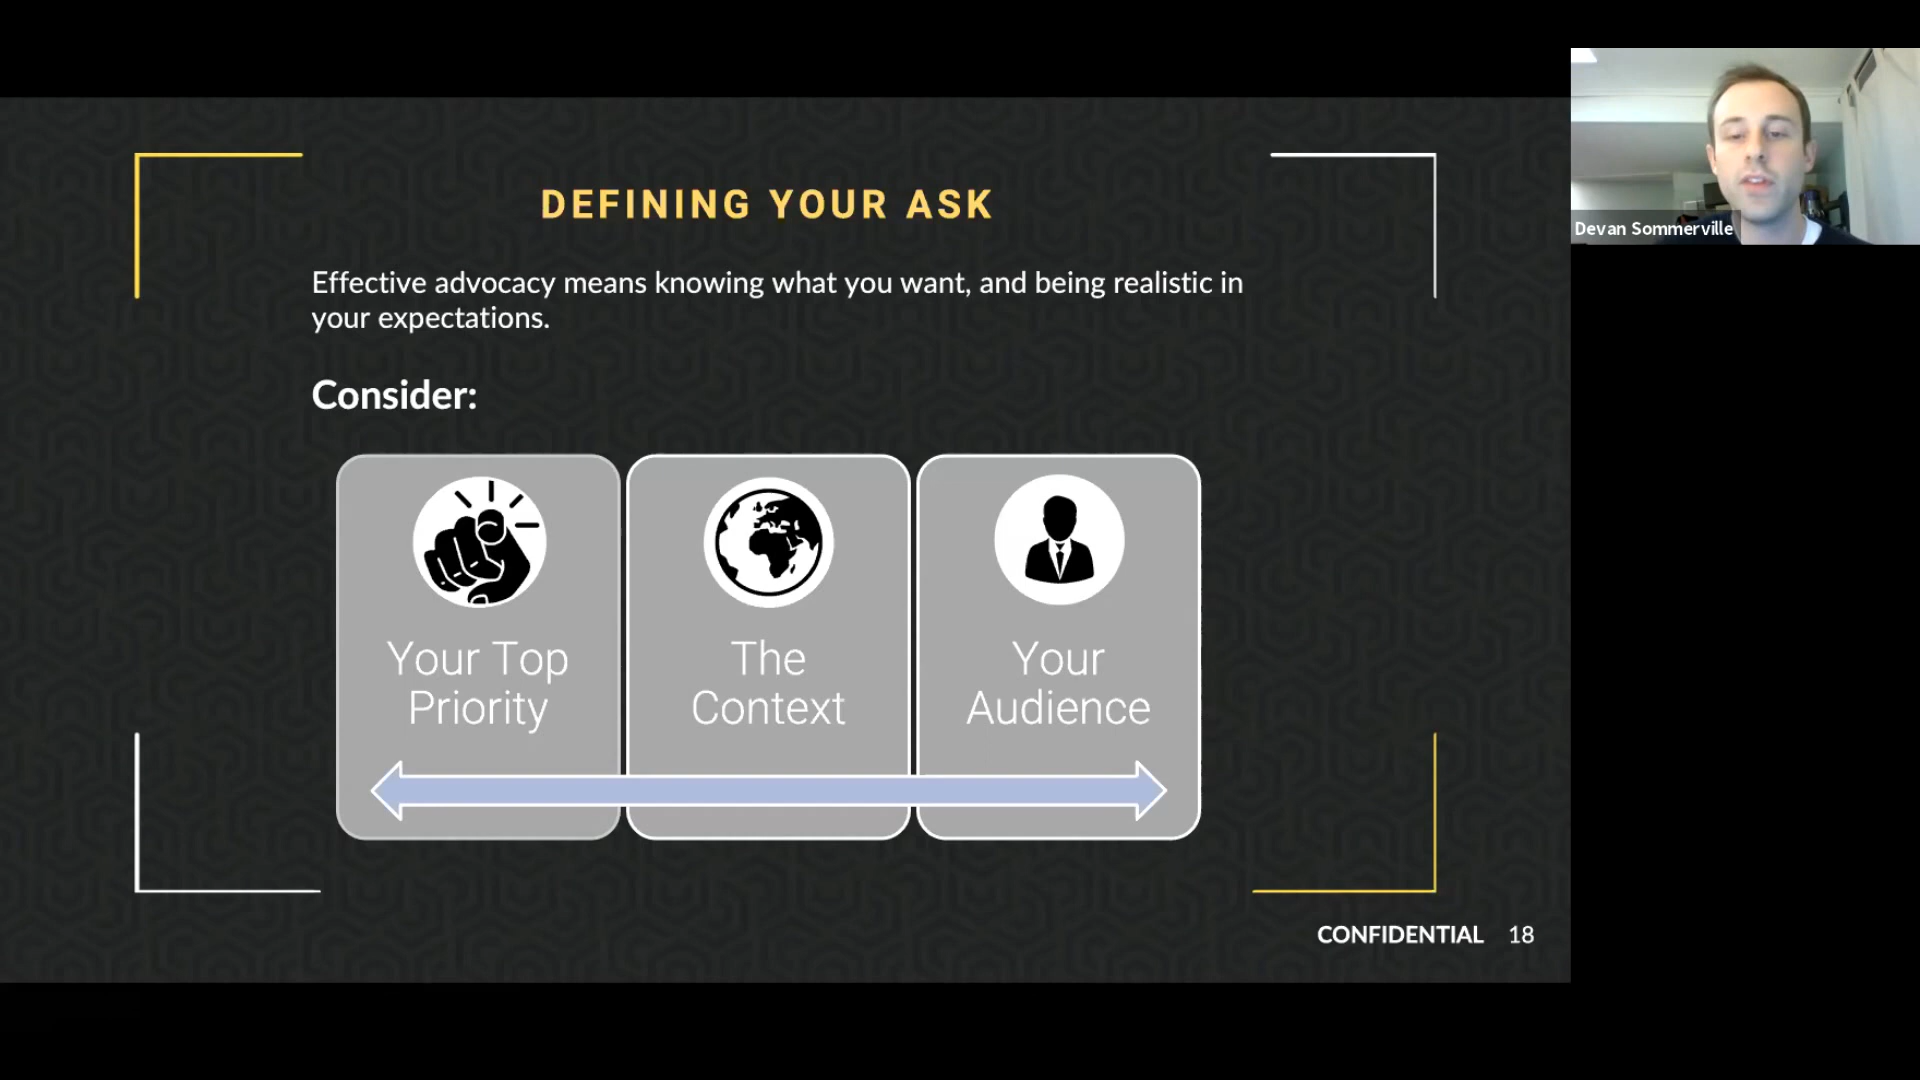 DEFINING YOUR ASK
Effective advocacy means knowing what you want, and being realistic in
your expectations.
Consider:
Your Top
Priority
The
Context
Your
Audience
CONFIDENTIAL 18
Devan Sommerville